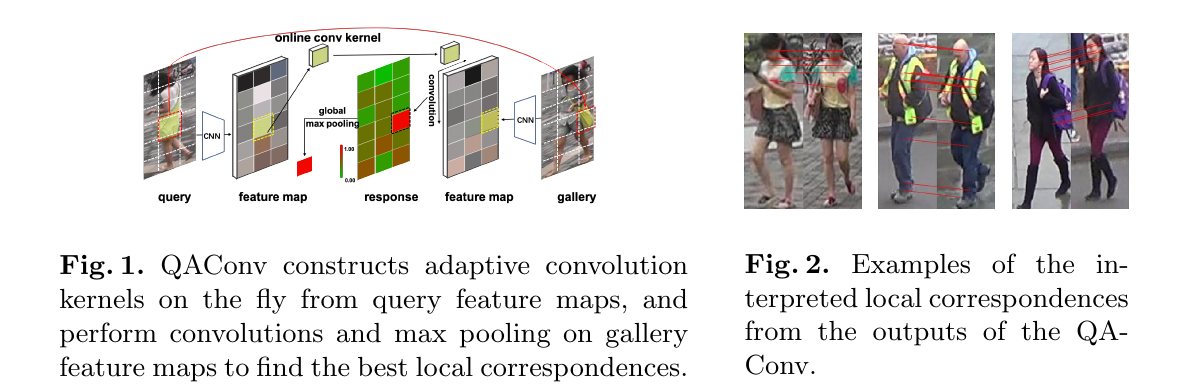 online conv kernel
CNN
global
max pooling
1.00
0.00
convolution
CNN
query
feature map
response
feature map
gallery
Fig. 1. QAConv constructs adaptive convolution
kernels on the fly from query feature maps, and
perform convolutions and max pooling on gallery
feature maps to find the best local correspondences.
Fig. 2. Examples of the in-
terpreted local correspondences
from the outputs of the QA-
Conv.